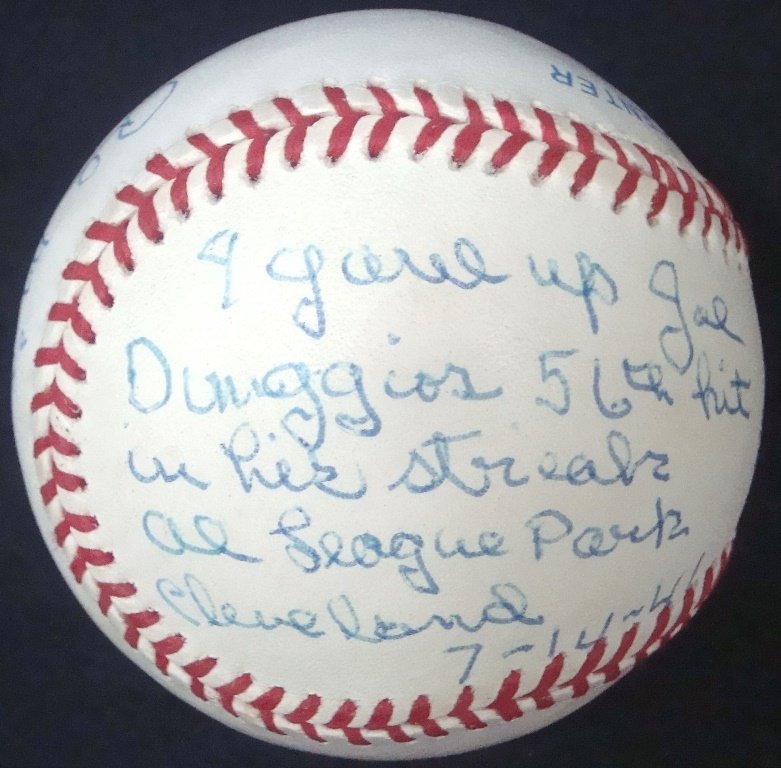 I gave up Joe
Dimaggios 56th hit
in his streak
at League Park
Cleveland
7-14-41